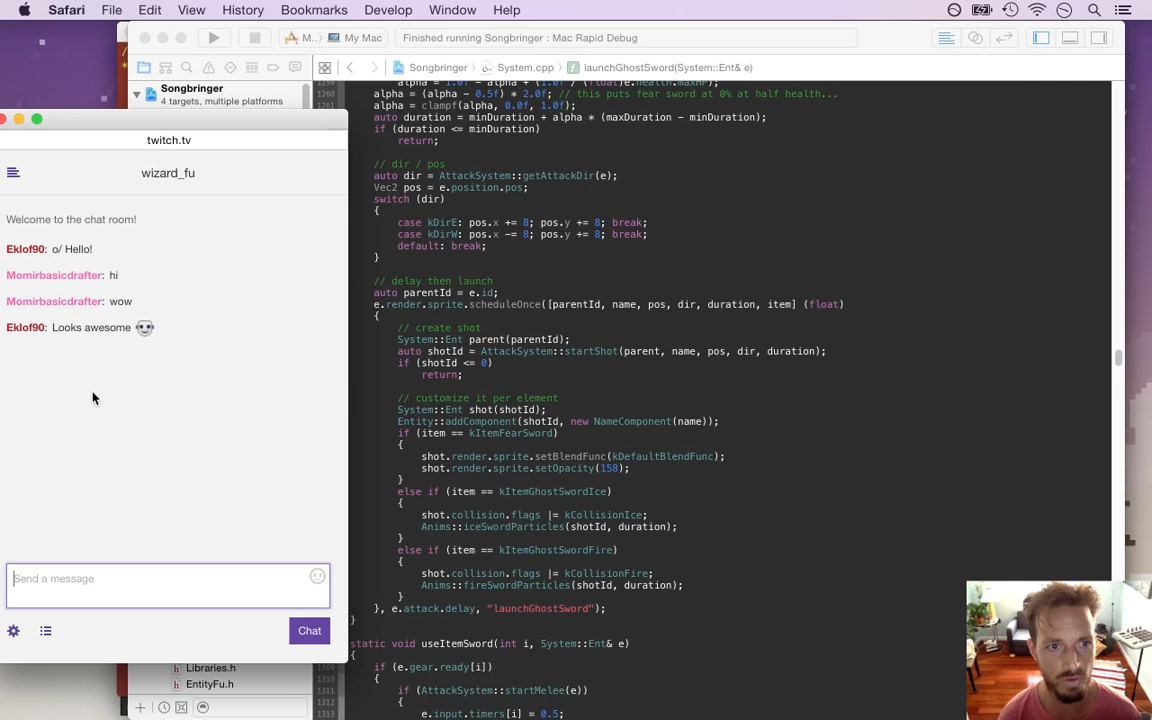 Safari File Edit View History Bookmarks Develop Window Help
M... My Mac Finished running Songbringer : Mac Rapid Debug
Songbringer System.cpp launchGhostSword(System::Ent& e)
Songbringer
4 targets, multiple platforms
twitch.tv
wizard_fu
Welcome to the chat room!
Eklof90: o/ Hello!
Momirbasicdrafter: hi
Momirbasicdrafter: wow
Eklof90: Looks awesome
Send a message
Chat
Libraries.h
EntityFu.h
1260 alpha = (alpha - 0.5f) * 2.0f; // this puts fear sword at 0% at half health...
1261 alpha = clampf(alpha, 0.0f, 1.0f);
auto duration = minDuration + alpha * (maxDuration - minDuration);
if (duration <= minDuration)
return;
// dir / pos
auto dir = AttackSystem::getAttackDir(e);
Vec2 pos = e.position.pos;
switch (dir)
{
case kDirE: pos.x += 8; pos.y += 8; break;
case kDirW: pos.x -= 8; pos.y += 8; break;
default: break;
}
// delay then launch
auto parentId = e.id;
e.render.sprite.scheduleOnce([parentId, name, pos, dir, duration, item] (float)
{
// create shot
System::Ent parent(parentId);
auto shotId = AttackSystem::startShot(parent, name, pos, dir, duration);
if (shotId <= 0)
return;
// customize it per element
System::Ent shot(shotId);
Entity::addComponent(shotId, new NameComponent(name));
if (item == kItemFearSword)
{
shot.render.sprite.setBlendFunc(kDefaultBlendFunc);
shot.render.sprite.setOpacity(158);
}
else if (item == kItemGhostSwordIce)
{
shot.collision.flags |= kCollisionIce;
Anims::iceSwordParticles(shotId, duration);
}
else if (item == kItemGhostSwordFire)
{
shot.collision.flags |= kCollisionFire;
Anims::fireSwordParticles(shotId, duration);
}
}, e.attack.delay, "launchGhostSword");
}
static void useItemSword(int i, System::Ent& e)
{
1309 if (e.gear.ready[i])
1310 {
1311 if (AttackSystem::startMelee(e))
1312 {
1313 e.input.timers[i] = 0.5;